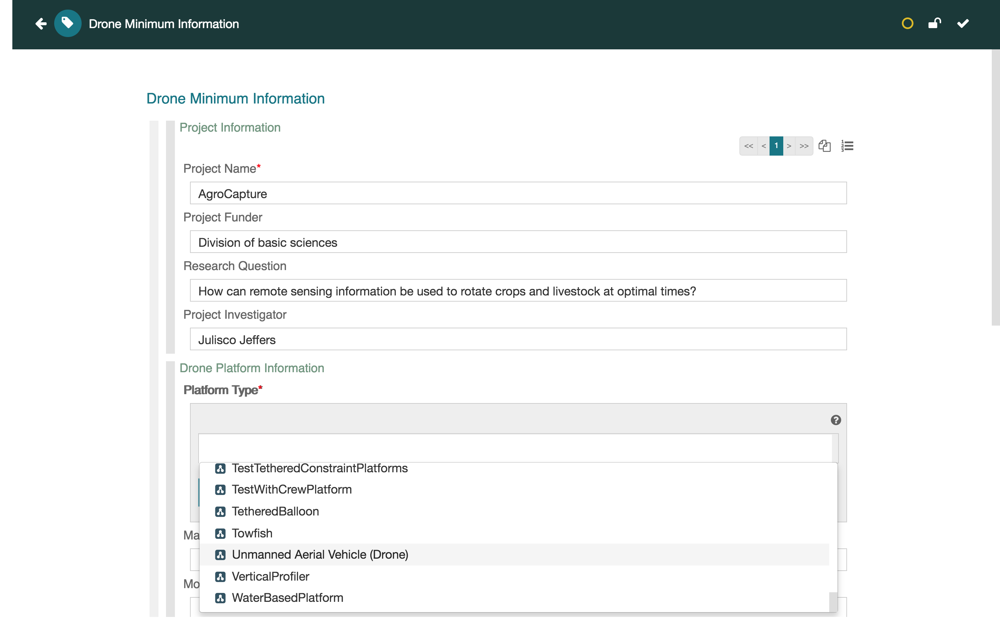 Drone Minimum Information
Drone Minimum Information
Project Information
<< < 1 > >>
Project Name*
AgroCapture
Project Funder
Division of basic sciences
Research Question
How can remote sensing information be used to rotate crops and livestock at optimal times?
Project Investigator
Julisco Jeffers
Drone Platform Information
Platform Type*
TestTetheredConstraintPlatforms
TestWithCrewPlatform
TetheredBalloon
Ma
Towfish
Unmanned Aerial Vehicle (Drone)
VerticalProfiler
Mo
WaterBasedPlatform